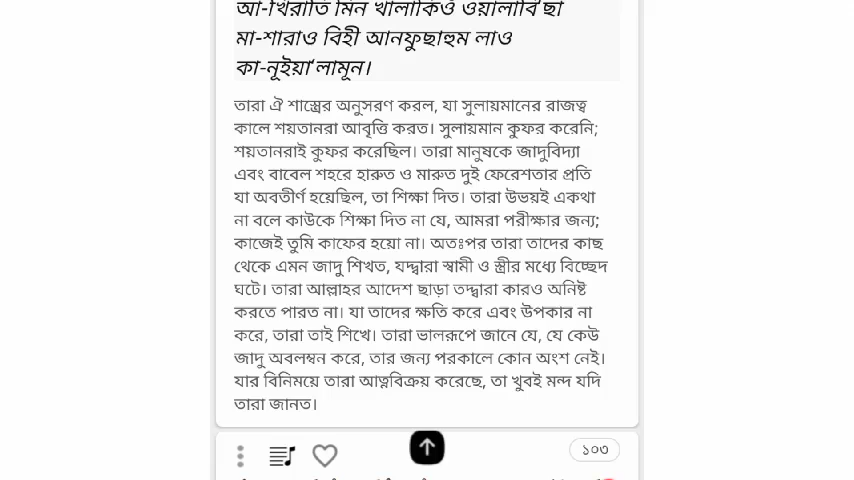 আ-খিরাতি মিন খালাকিওঁ ওয়ালাবি’ছা
মা-শারাও বিহী আনফুছাহুম লাও
কা-নূইয়া‘লামূন।
তারা ঐ শাস্ত্রের অনুসরণ করল, যা সুলায়মানের রাজত্ব
কালে শয়তানরা আবৃত্তি করত। সুলায়মান কুফর করেনি;
শয়তানরাই কুফর করেছিল। তারা মানুষকে জাদুবিদ্যা
এবং বাবেল শহরে হারুত ও মারুত দুই ফেরেশতার প্রতি
যা অবতীর্ণ হয়েছিল, তা শিক্ষা দিত। তারা উভয়ই একথা
না বলে কাউকে শিক্ষা দিত না যে, আমরা পরীক্ষার জন্য;
কাজেই তুমি কাফের হয়ো না। অতঃপর তারা তাদের কাছ
থেকে এমন জাদু শিখত, যদ্দ্বারা স্বামী ও স্ত্রীর মধ্যে বিচ্ছেদ
ঘটে। তারা আল্লাহর আদেশ ছাড়া তদ্দ্বারা কারও অনিষ্ট
করতে পারত না। যা তাদের ক্ষতি করে এবং উপকার না
করে, তারা তাই শিখে। তারা ভালরূপে জানে যে, যে কেউ
জাদু অবলম্বন করে, তার জন্য পরকালে কোন অংশ নেই।
যার বিনিময়ে তারা আত্নবিক্রয় করেছে, তা খুবই মন্দ যদি
তারা জানত।
১০৩